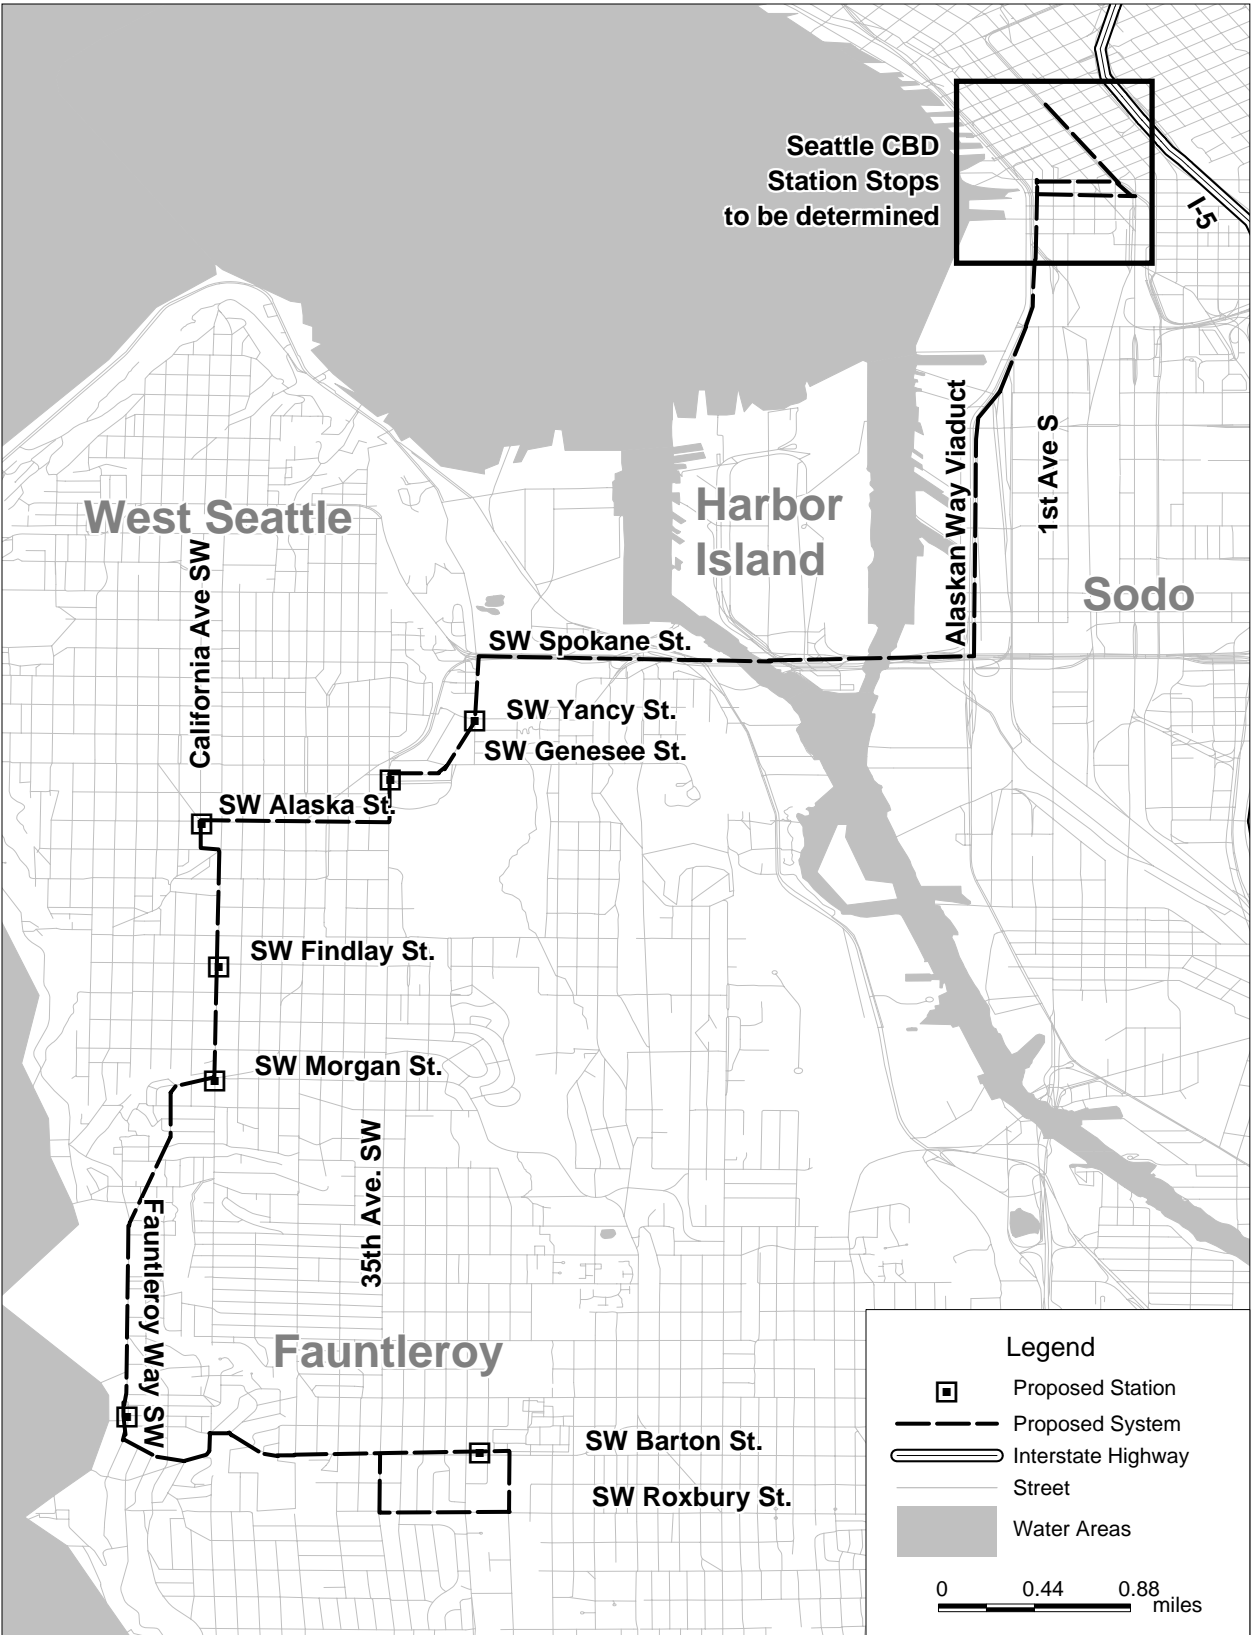 Seattle CBD
Station Stops
to be determined
I-5
Alaskan Way Viaduct
1st Ave S
West Seattle
Harbor
Island
Sodo
California Ave SW
SW Spokane St.
SW Yancy St.
SW Genesee St.
SW Alaska St.
SW Findlay St.
SW Morgan St.
35th Ave. SW
Fauntleroy Way SW
Fauntleroy
SW Barton St.
SW Roxbury St.
Legend
Proposed Station
Proposed System
Interstate Highway
Street
Water Areas
0 0.44 0.88
miles